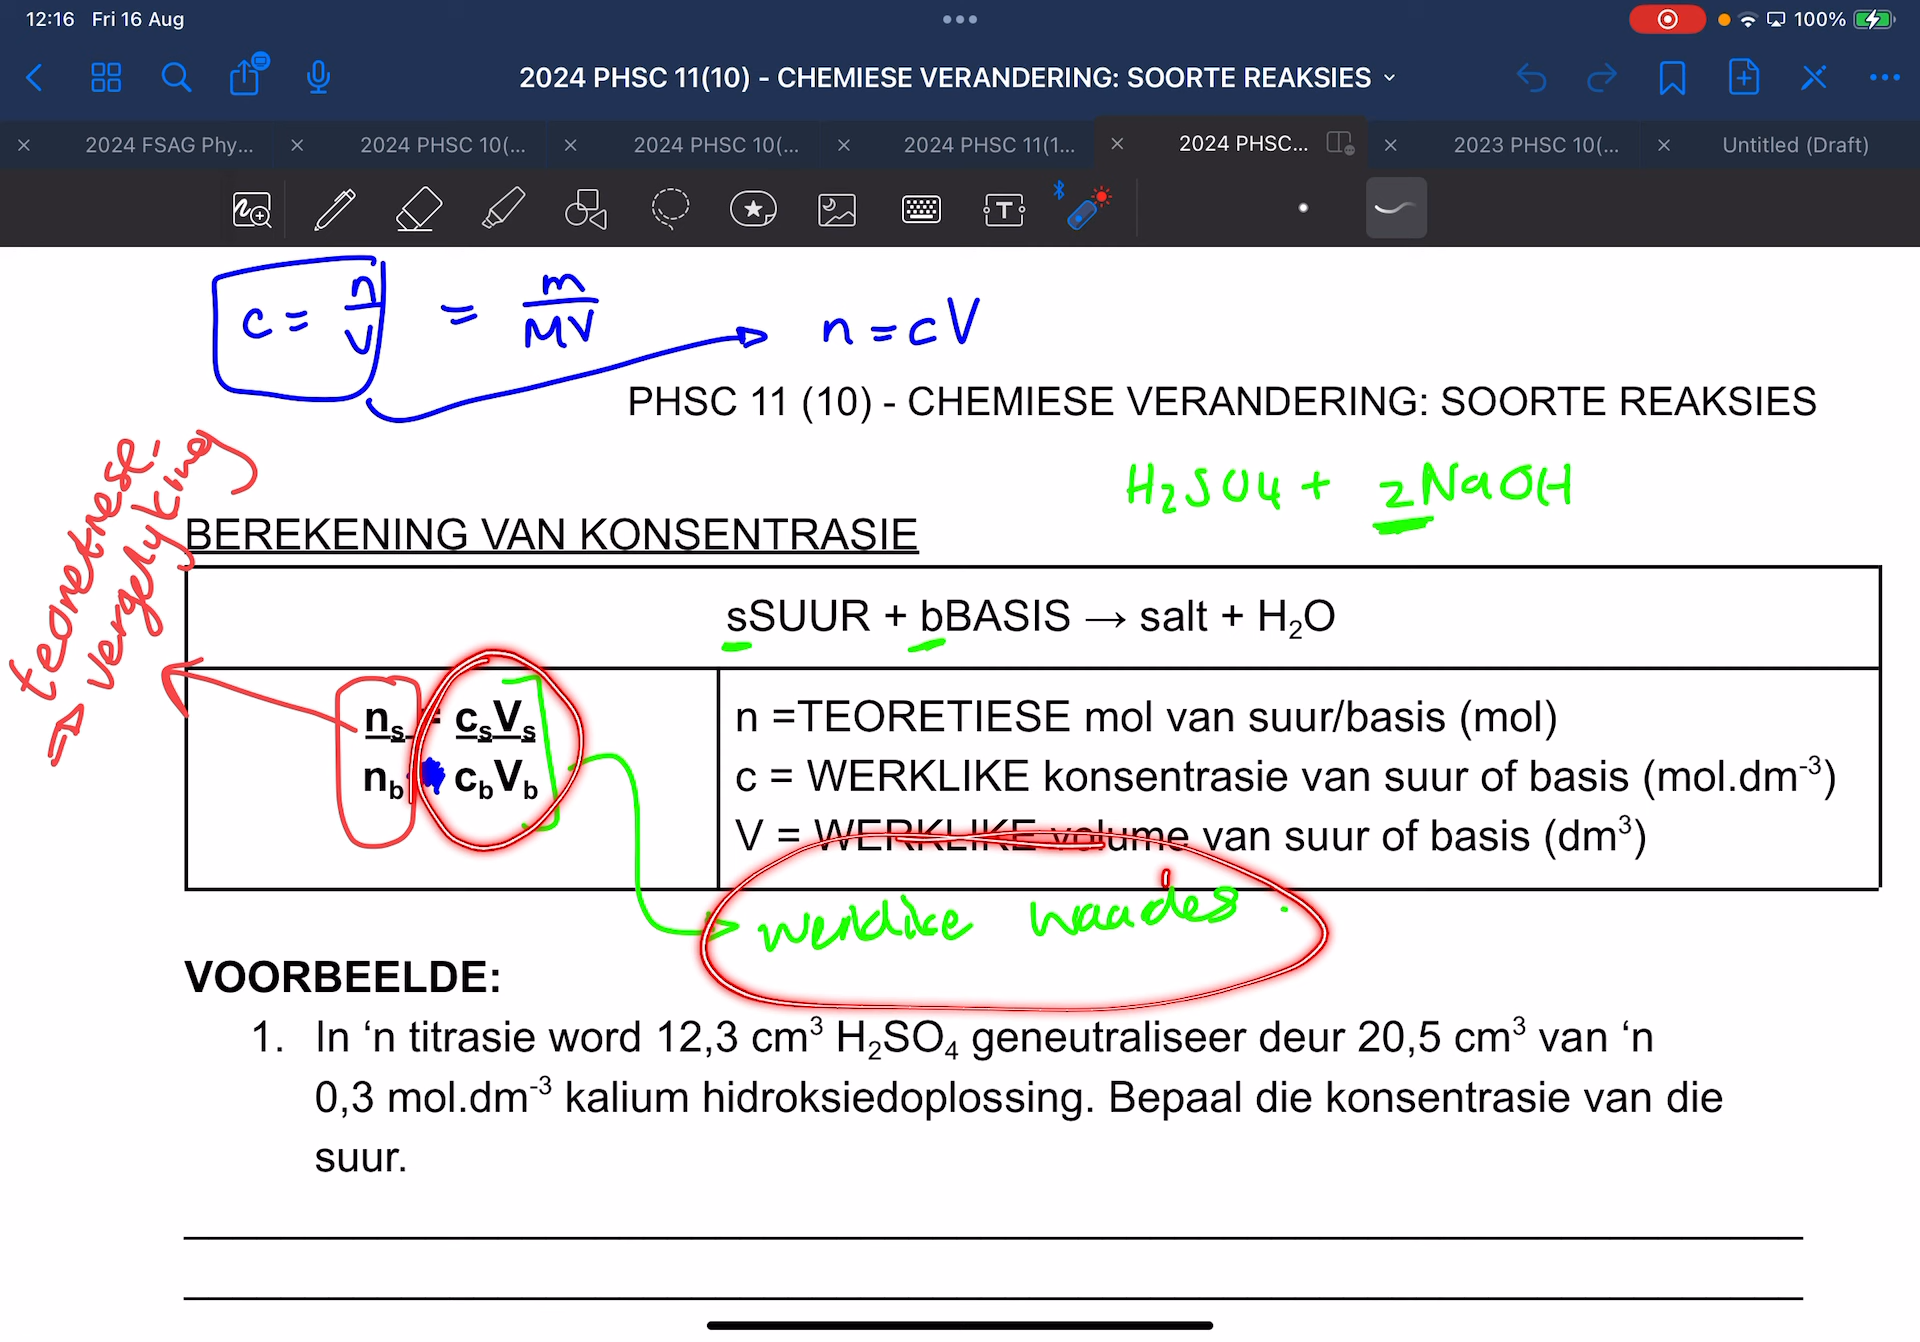 12:16 Fri 16 Aug
100%
2024 PHSC 11(10) - CHEMIESE VERANDERING: SOORTE REAKSIES
2024 FSAG Phy...
2024 PHSC 10(...
2024 PHSC 10(...
2024 PHSC 11(1...
2024 PHSC...
2023 PHSC 10(...
Untitled (Draft)
c = n/V = m/MV
n = cV
PHSC 11 (10) - CHEMIESE VERANDERING: SOORTE REAKSIES
H₂SO4 + 2NaOH
teoretiese.
⇒ vergelyking
BEREKENING VAN KONSENTRASIE
sSUUR + bBASIS → salt + H₂O
nₛ = cₛVₛ
n_b c_bV_b
n =TEORETIESE mol van suur/basis (mol)
c = WERKLIKE konsentrasie van suur of basis (mol.dm⁻³)
V = WERKLIKE volume van suur of basis (dm³)
werklike waades.
VOORBEELDE:
1. In ‘n titrasie word 12,3 cm³ H₂SO₄ geneutraliseer deur 20,5 cm³ van ‘n
0,3 mol.dm⁻³ kalium hidroksiedoplossing. Bepaal die konsentrasie van die
suur.